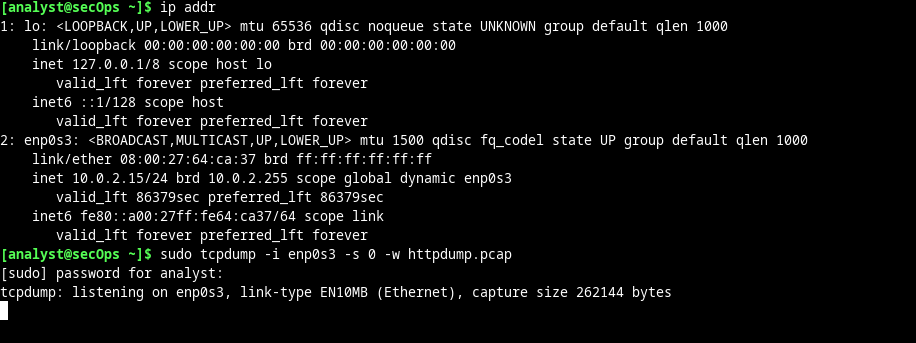 [analyst@secOps ~]$ ip addr
1: lo: <LOOPBACK,UP,LOWER_UP> mtu 65536 qdisc noqueue state UNKNOWN group default qlen 1000
    link/loopback 00:00:00:00:00:00 brd 00:00:00:00:00:00
    inet 127.0.0.1/8 scope host lo
       valid_lft forever preferred_lft forever
    inet6 ::1/128 scope host
       valid_lft forever preferred_lft forever
2: enp0s3: <BROADCAST,MULTICAST,UP,LOWER_UP> mtu 1500 qdisc fq_codel state UP group default qlen 1000
    link/ether 08:00:27:64:ca:37 brd ff:ff:ff:ff:ff:ff
    inet 10.0.2.15/24 brd 10.0.2.255 scope global dynamic enp0s3
       valid_lft 86379sec preferred_lft 86379sec
    inet6 fe80::a00:27ff:fe64:ca37/64 scope link
       valid_lft forever preferred_lft forever
[analyst@secOps ~]$ sudo tcpdump -i enp0s3 -s 0 -w httpdump.pcap
[sudo] password for analyst:
tcpdump: listening on enp0s3, link-type EN10MB (Ethernet), capture size 262144 bytes